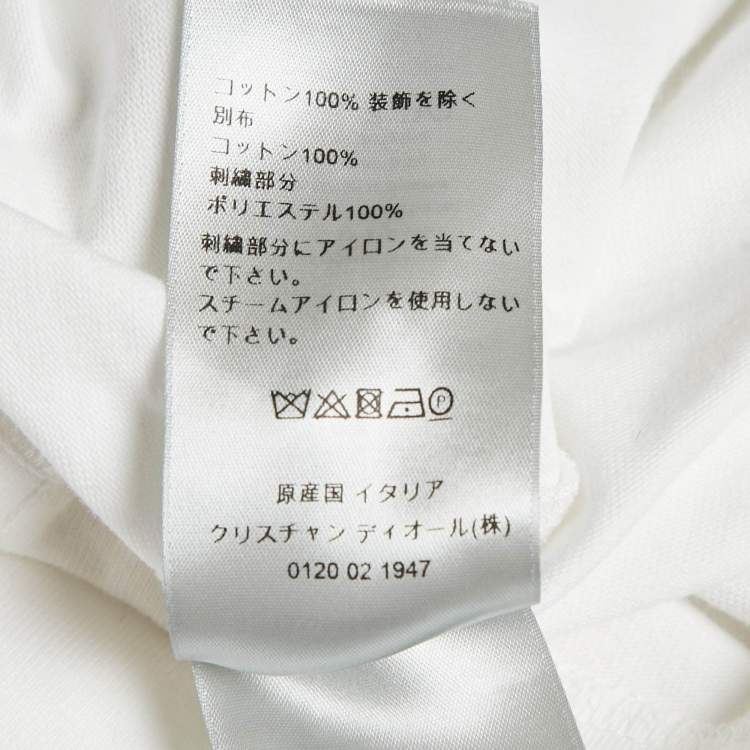 コットン100% 装飾を除く
別布
コットン100%
刺繍部分
ポリエステル100%
刺繍部分にアイロンを当てない
で下さい。
スチームアイロンを使用しない
で下さい。
P
原産国 イタリア
クリスチャン ディオール(株)
0120 02 1947